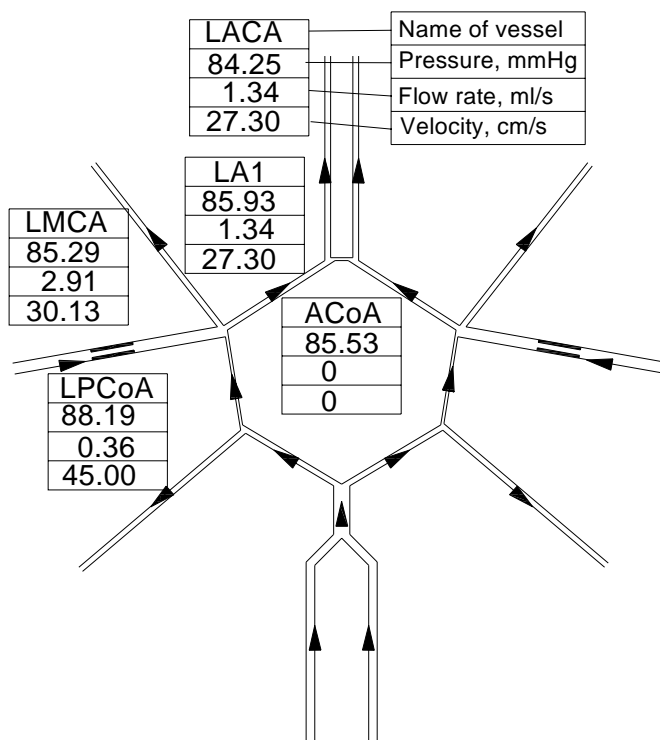 LACA
84.25
1.34
27.30
Name of vessel
Pressure, mmHg
Flow rate, ml/s
Velocity, cm/s
LA1
85.93
1.34
27.30
LMCA
85.29
2.91
30.13
ACoA
85.53
0
0
LPCoA
88.19
0.36
45.00